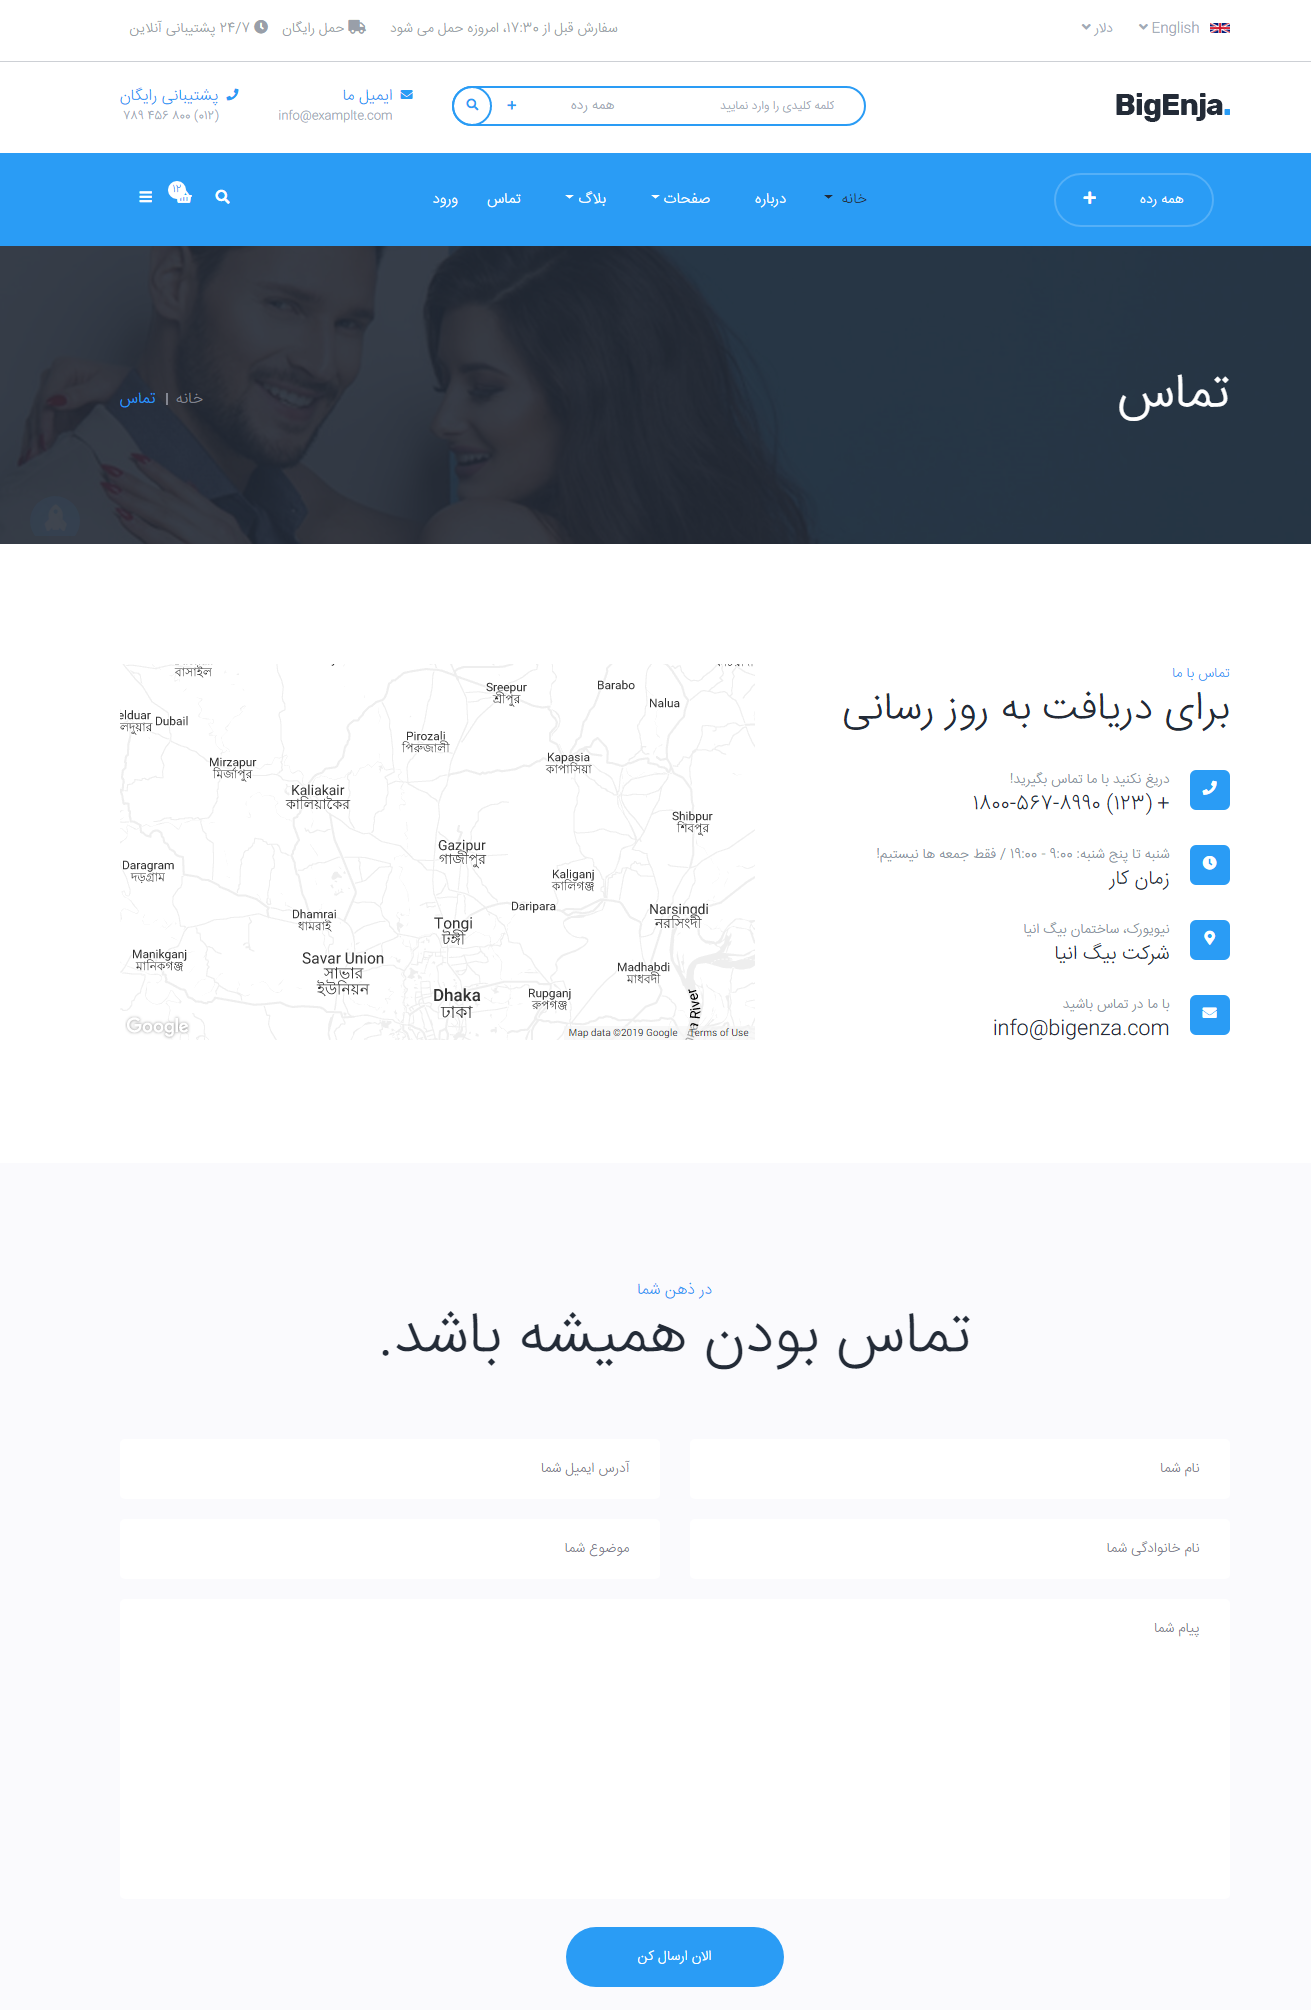 English
دلار
سفارش قبل از ۱۷:۳۰، امروزه حمل می شود
حمل رایگان
۲۴/۷ پشتیبانی آنلاین
BigEnja.
کلمه کلیدی را وارد نمایید
همه رده
ایمیل ما
info@examplte.com
پشتیبانی رایگان
(۰۱۲) ۸۰۰ ۴۵۶ ۷۸۹
همه رده
خانه
درباره
صفحات
بلاگ
تماس
ورود
۱۲
تماس
خانه | تماس
تماس با ما
برای دریافت به روز رسانی
دریغ نکنید با ما تماس بگیرید!
+ (۱۲۳) ۱۸۰۰-۵۶۷-۸۹۹۰
شنبه تا پنج شنبه: ۹:۰۰ - ۱۹:۰۰ / فقط جمعه ها نیستیم!
زمان کار
نیویورک، ساختمان بیگ انیا
شرکت بیگ انیا
با ما در تماس باشید
info@bigenza.com
বাসাইল
Sreepur
শ্রীপুর
Barabo
Nalua
elduar
লদুয়ার
Dubail
Pirozali
পিরুজালী
Mirzapur
মির্জাপুর
Kapasia
কাপাসিয়া
Kaliakair
কালিয়াকৈর
Shibpur
শিবপুর
Gazipur
গাজীপুর
Daragram
দড়গ্রাম
Kaliganj
কালিগঞ্জ
Daripara
Dhamrai
ধামরাই
Tongi
টঙ্গী
Narsingdi
নরসিংদী
Manikganj
মানিকগঞ্জ
Savar Union
সাভার
ইউনিয়ন
Madhabdi
মাধবদী
Dhaka
ঢাকা
Rupganj
রুপগঞ্জ
River
Google
Map data ©2019 Google
Terms of Use
در ذهن شما
تماس بودن همیشه باشد.
نام شما
آدرس ایمیل شما
نام خانوادگی شما
موضوع شما
پیام شما
الان ارسال کن